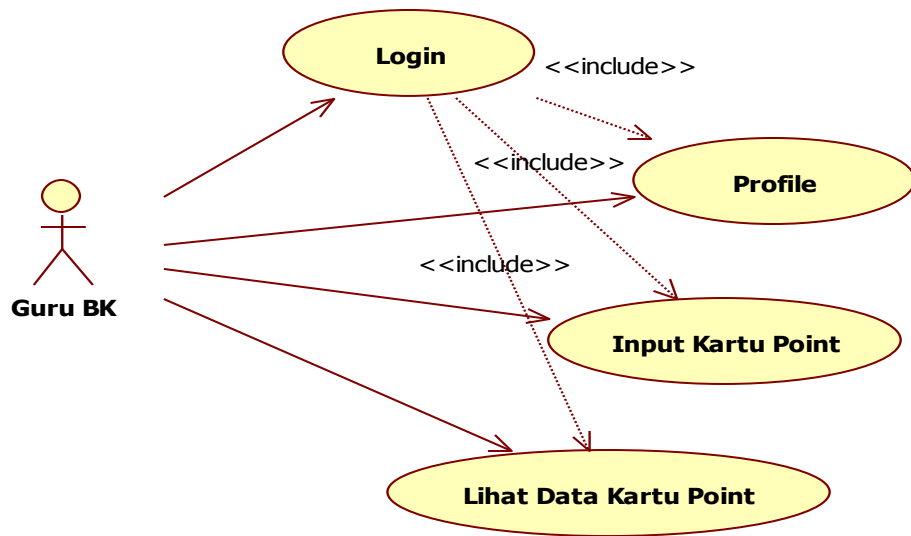 Login
<<include>>
<<include>>
Profile
<<include>>
Guru BK
Input Kartu Point
Lihat Data Kartu Point